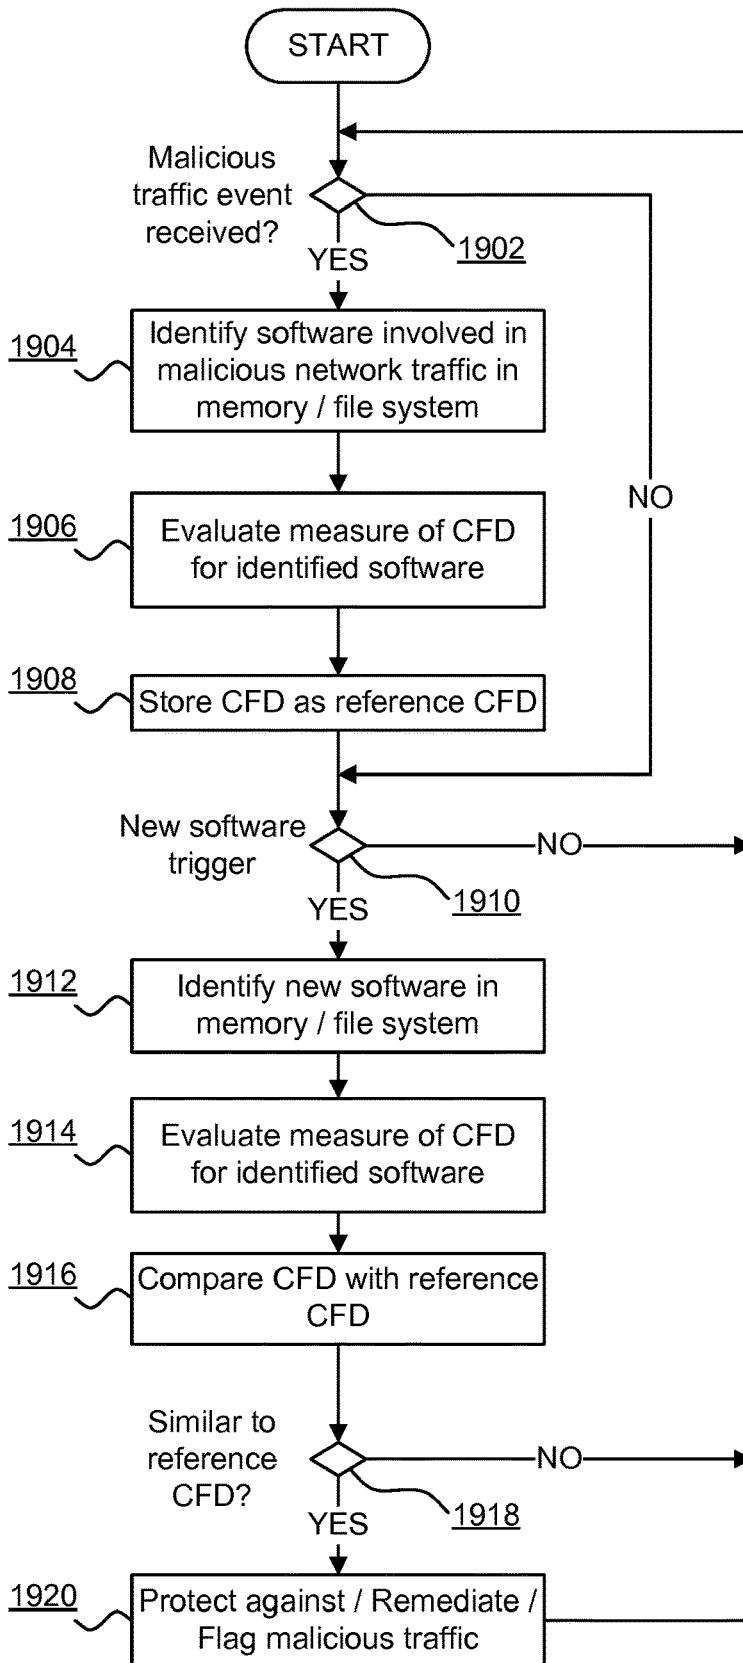 START
Malicious
traffic event
received?
1902
YES
1904
Identify software involved in
malicious network traffic in
memory / file system
NO
1906
Evaluate measure of CFD
for identified software
1908
Store CFD as reference CFD
New software
trigger
NO
1910
YES
1912
Identify new software in
memory / file system
1914
Evaluate measure of CFD
for identified software
1916
Compare CFD with reference
CFD
Similar to
reference
CFD?
NO
1918
YES
1920
Protect against / Remediate /
Flag malicious traffic